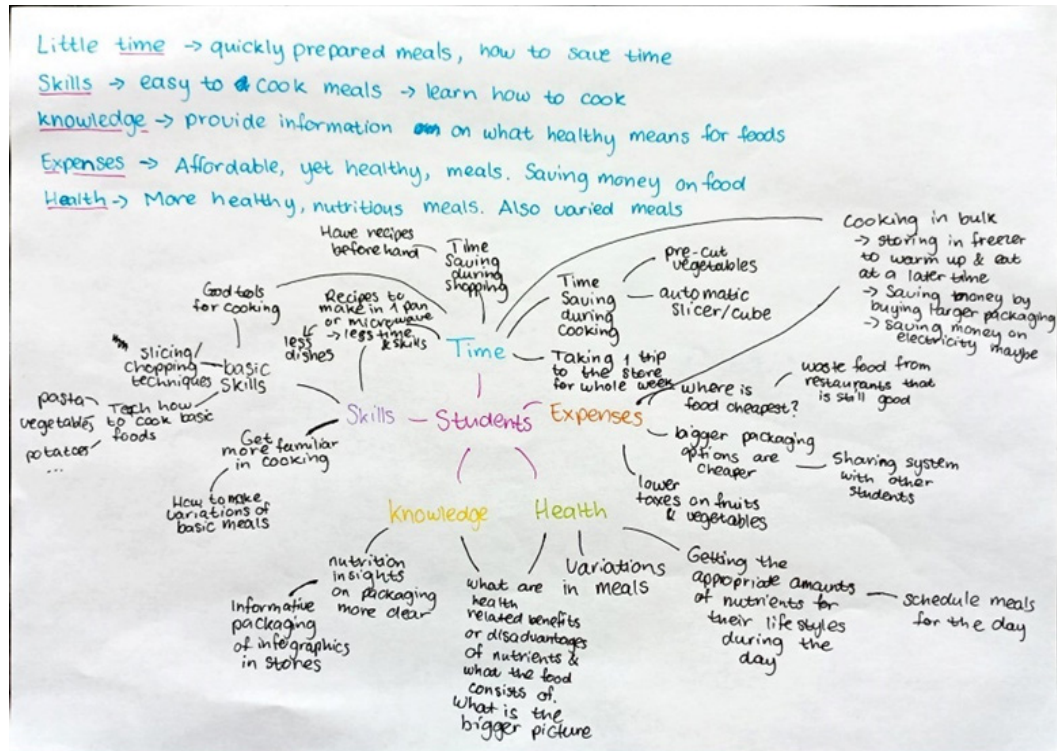 Little time → quickly prepared meals, how to save time
Skills → easy to cook meals → learn how to cook
knowledge → provide information on what healthy means for foods
Expenses → Affordable, yet healthy, meals. Saving money on food
Health → More healthy, nutritious meals. Also varied meals
Have recipes
before hand
Time
Saving
during
shopping
Time
Saving
during
cooking
pre-cut
vegetables
automatic
slicer/cube
cooking in bulk
→ storing in freezer
to warm up & eat
at a later time
→ Saving money by
buying larger packaging
→ saving money on
electricity maybe
Good tools
for cooking
Recipes to
make in 1 pan
or microwave
→ less time
& skills
less
dishes
Time
Taking 1 trip
to the store
for whole week
slicing/
chopping
techniques
basic
skills
Teach how
to cook basic
foods
pasta
vegetables
potatoes
...
Skills
Students
Expenses
where is
food cheapest?
waste food from
restaurants that
is still good
bigger packaging
options are
cheaper
Sharing system
with other
students
lower
taxes on fruits
& vegetables
Get
more familiar
in cooking
How to make
variations of
basic meals
knowledge
Health
nutrition
insights
on packaging
more clear
Informative
packaging
of infographics
in stores
what are
health
related benefits
or disadvantages
of nutrients &
what the food
consists of.
what is the
bigger picture
Variations
in meals
Getting the
appropriate amounts
of nutrients for
their lifestyles
during the
day
schedule meals
for the day